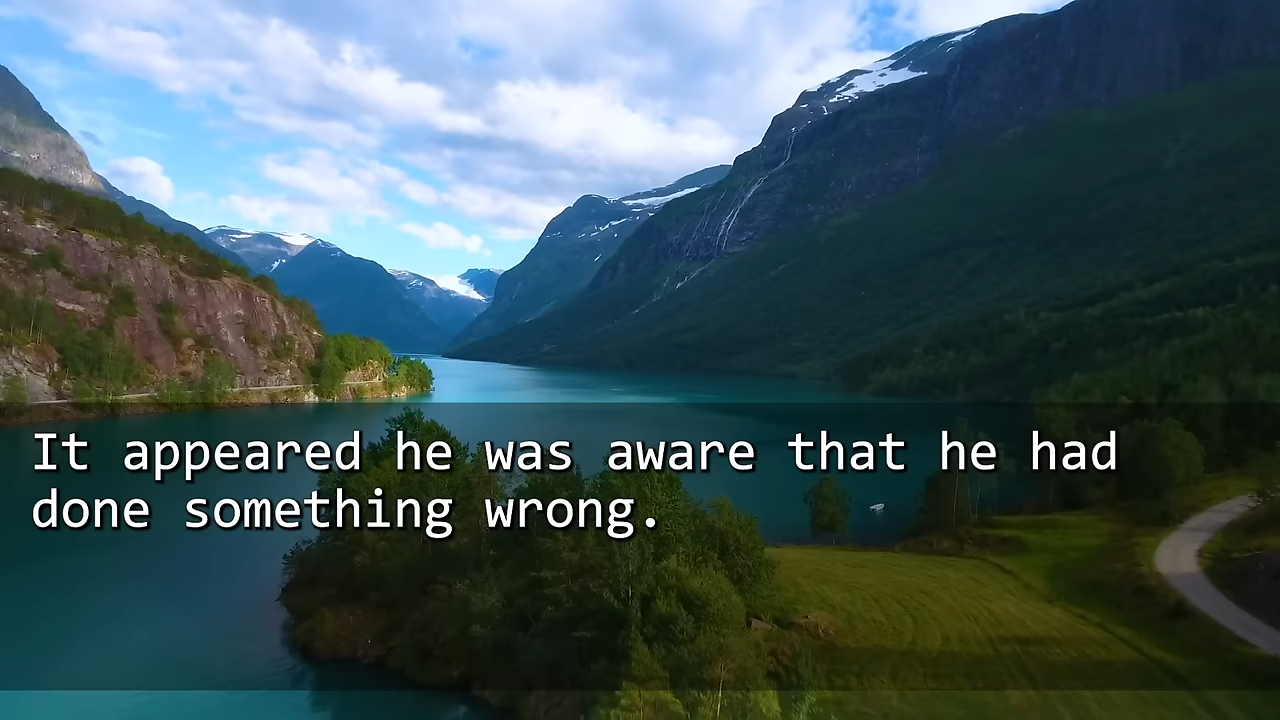 It appeared he was aware that he had
done something wrong.